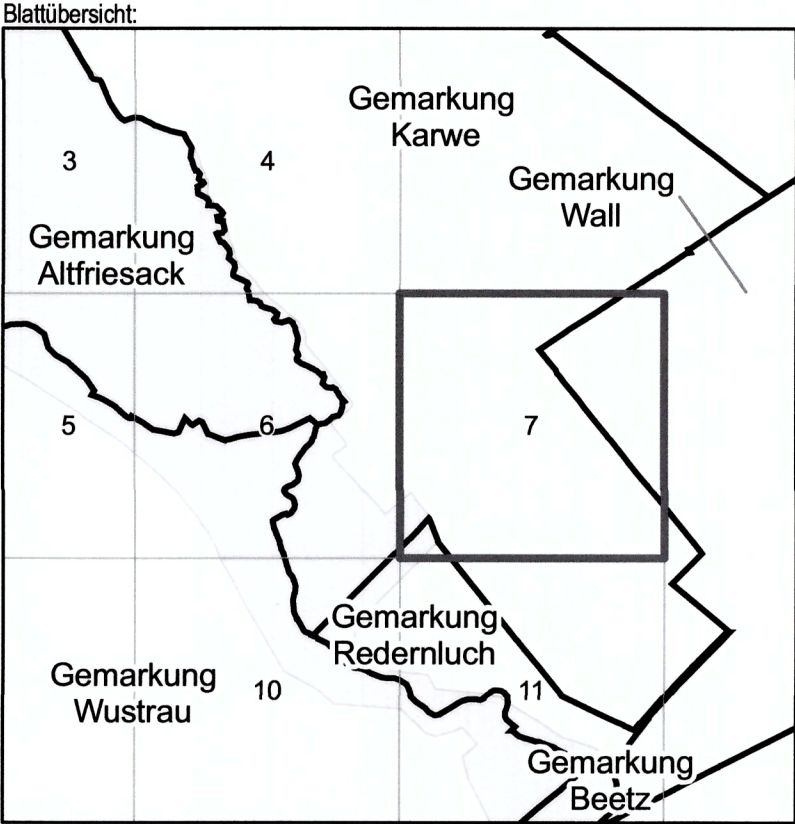 Blattübersicht:
Gemarkung
Karwe
3
4
Gemarkung
Wall
Gemarkung
Altfriesack
5
6
7
Gemarkung
Redernluch
Gemarkung
Wustrau
10
11
Gemarkung
Beetz